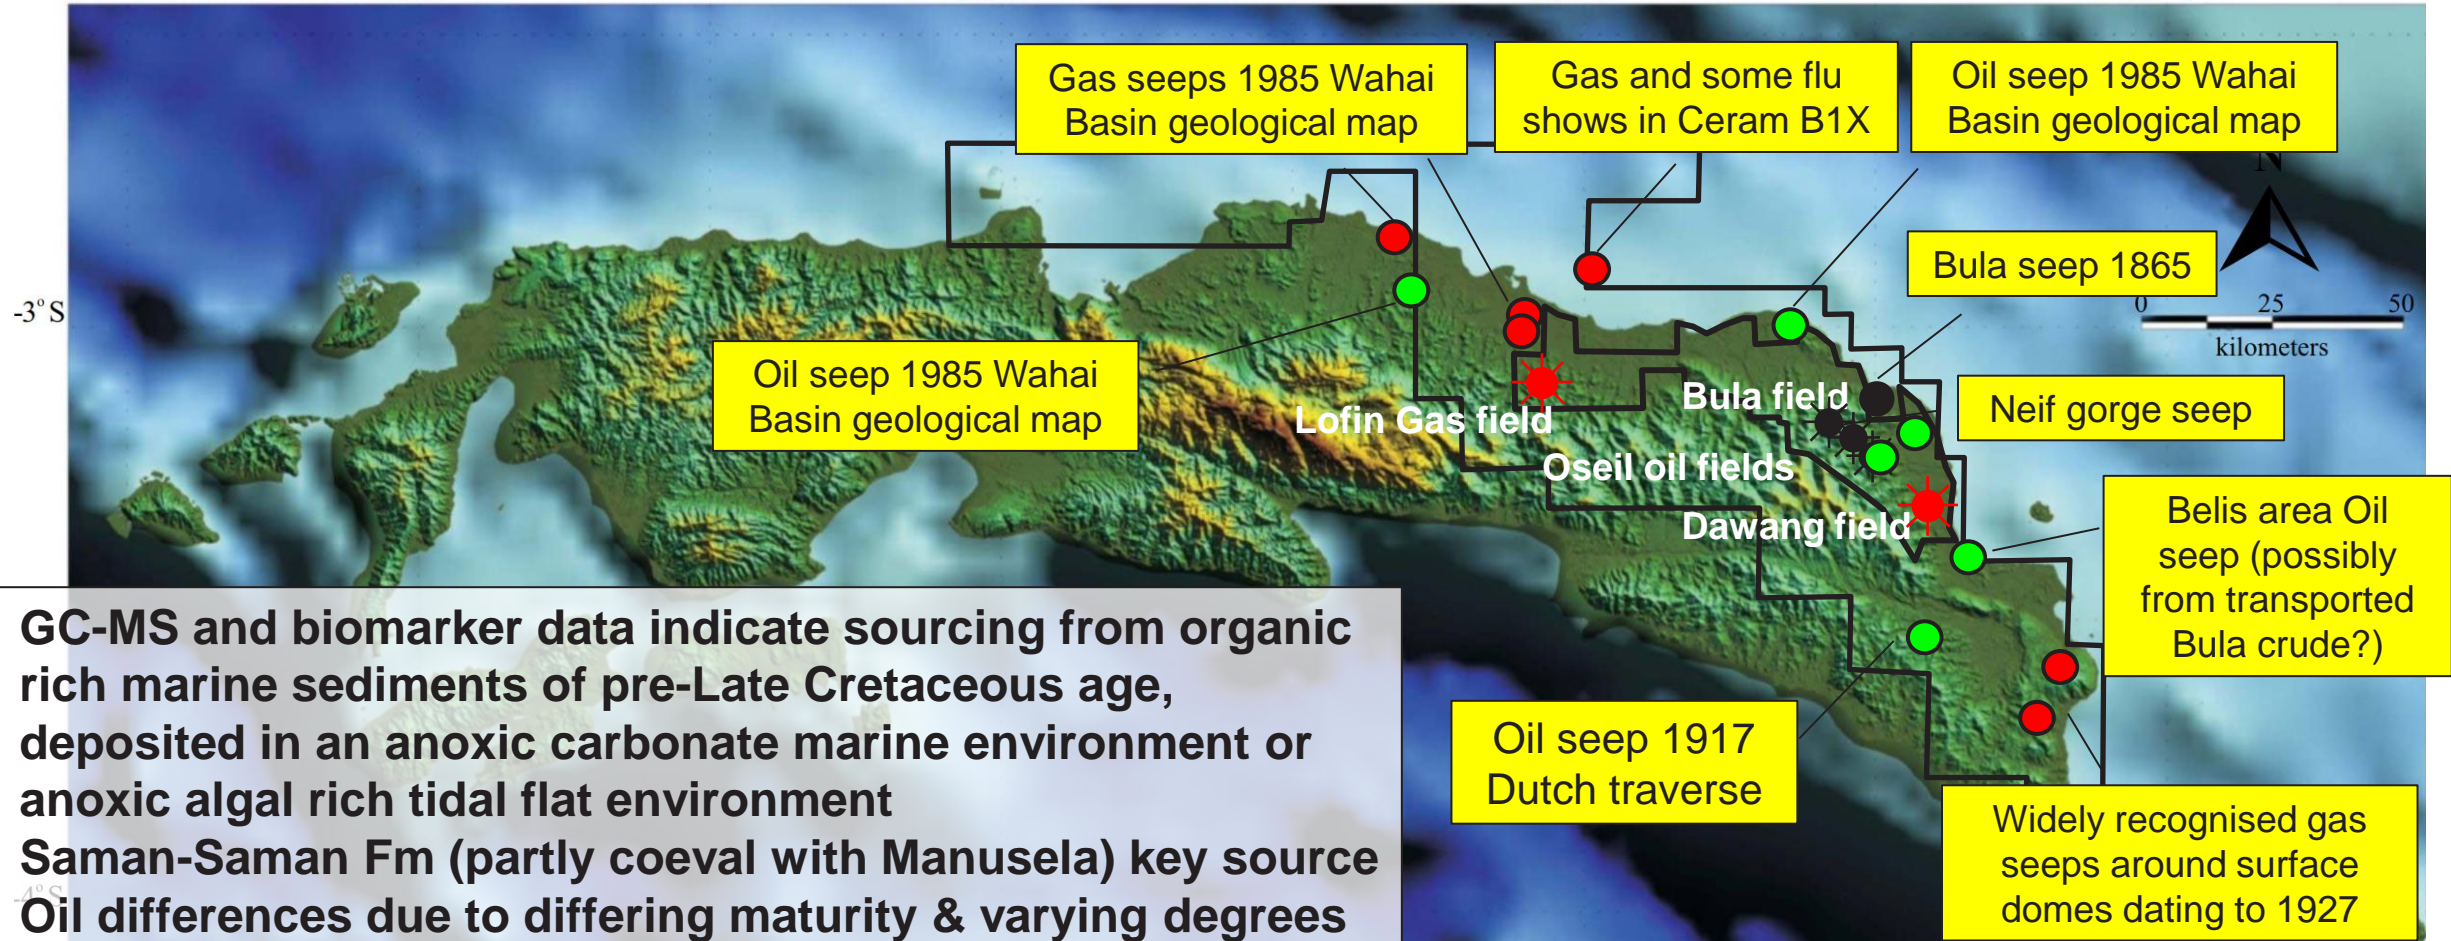 Gas seeps 1985 Wahai
Basin geological map
Gas and some flu
shows in Ceram B1X
Oil seep 1985 Wahai
Basin geological map
N
Bula seep 1865
-3°S
0 25 50
kilometers
Oil seep 1985 Wahai
Basin geological map
Bula field
Neif gorge seep
Lofin Gas field
Oseil oil fields
Dawang field
Belis area Oil
seep (possibly
from transported
Bula crude?)
GC-MS and biomarker data indicate sourcing from organic
rich marine sediments of pre-Late Cretaceous age,
deposited in an anoxic carbonate marine environment or
anoxic algal rich tidal flat environment
Saman-Saman Fm (partly coeval with Manusela) key source
-4°S
Oil differences due to differing maturity & varying degrees
Oil seep 1917
Dutch traverse
Widely recognised gas
seeps around surface
domes dating to 1927